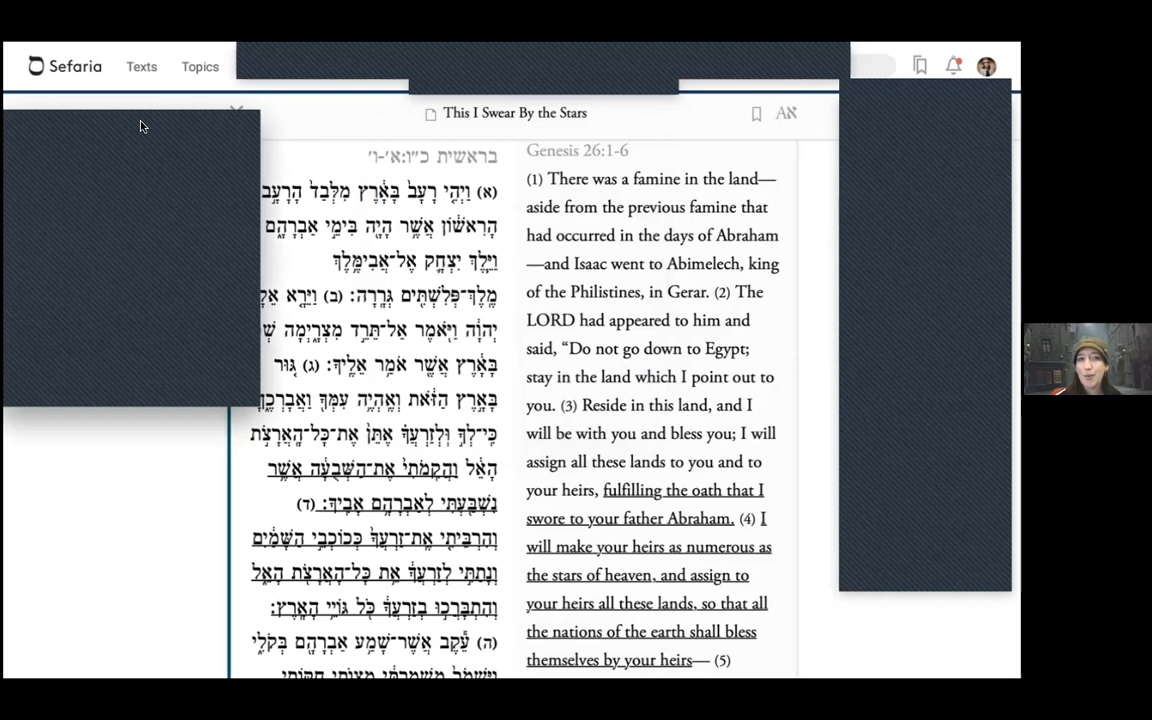 Sefaria
Texts
Topics
This I Swear By the Stars
Aא
בראשית כ״ו:א׳-ו׳
(א) וַיְהִ֤י רָעָב֙ בָּאָ֔רֶץ מִלְּבַד֙ הָרָעָ֣ב
הָרִאשׁ֔וֹן אֲשֶׁ֥ר הָיָ֖ה בִּימֵ֣י אַבְרָהָ֑ם
וַיֵּ֧לֶךְ יִצְחָ֛ק אֶל־אֲבִימֶּ֥לֶךְ
מֶֽלֶךְ־פְּלִשְׁתִּ֖ים גְּרָֽרָה׃ (ב) וַיֵּרָ֤א
יְהוָ֔ה וַיֹּ֖אמֶר אַל־תֵּרֵ֣ד מִצְרָ֑יְמָה
בָּאָ֕רֶץ אֲשֶׁ֖ר אֹמַ֥ר אֵלֶֽיךָ׃ (ג) גּ֚וּר
בָּאָ֣רֶץ הַזֹּ֔את וְאֶֽהְיֶ֥ה עִמְּךָ֖ וַאֲבָרְכֶ֑ךָּ
כִּֽי־לְךָ֣ וּֽלְזַרְעֲךָ֗ אֶתֵּן֙ אֶת־כׇּל־הָֽאֲרָצֹ֣ת
הָאֵ֔ל וַהֲקִֽמֹתִי֙ אֶת־הַשְּׁבֻעָ֔ה אֲשֶׁ֥ר
נִשְׁבַּ֖עְתִּי לְאַבְרָהָ֥ם אָבִֽיךָ׃ (ד)
וְהִרְבֵּיתִ֤י אֶֽת־זַרְעֲךָ֙ כְּכוֹכְבֵ֣י הַשָּׁמַ֔יִם
וְנָתַתִּ֣י לְזַרְעֲךָ֔ אֵ֥ת כׇּל־הָאֲרָצֹ֖ת הָאֵ֑ל
וְהִתְבָּרְכ֣וּ בְזַרְעֲךָ֔ כֹּ֖ל גּוֹיֵ֥י הָאָֽרֶץ׃
(ה) עֵ֕קֶב אֲשֶׁר־שָׁמַ֥ע אַבְרָהָ֖ם בְּקֹלִ֑י
וַיִּשְׁמֹר֙ מִשְׁמַרְתִּ֔י מִצְוֺתַ֖י חֻקּוֹתַ֥י
Genesis 26:1-6
(1) There was a famine in the land—
aside from the previous famine that
had occurred in the days of Abraham
—and Isaac went to Abimelech, king
of the Philistines, in Gerar. (2) The
LORD had appeared to him and
said, “Do not go down to Egypt;
stay in the land which I point out to
you. (3) Reside in this land, and I
will be with you and bless you; I will
assign all these lands to you and to
your heirs, fulfilling the oath that I
swore to your father Abraham. (4) I
will make your heirs as numerous as
the stars of heaven, and assign to
your heirs all these lands, so that all
the nations of the earth shall bless
themselves by your heirs— (5)